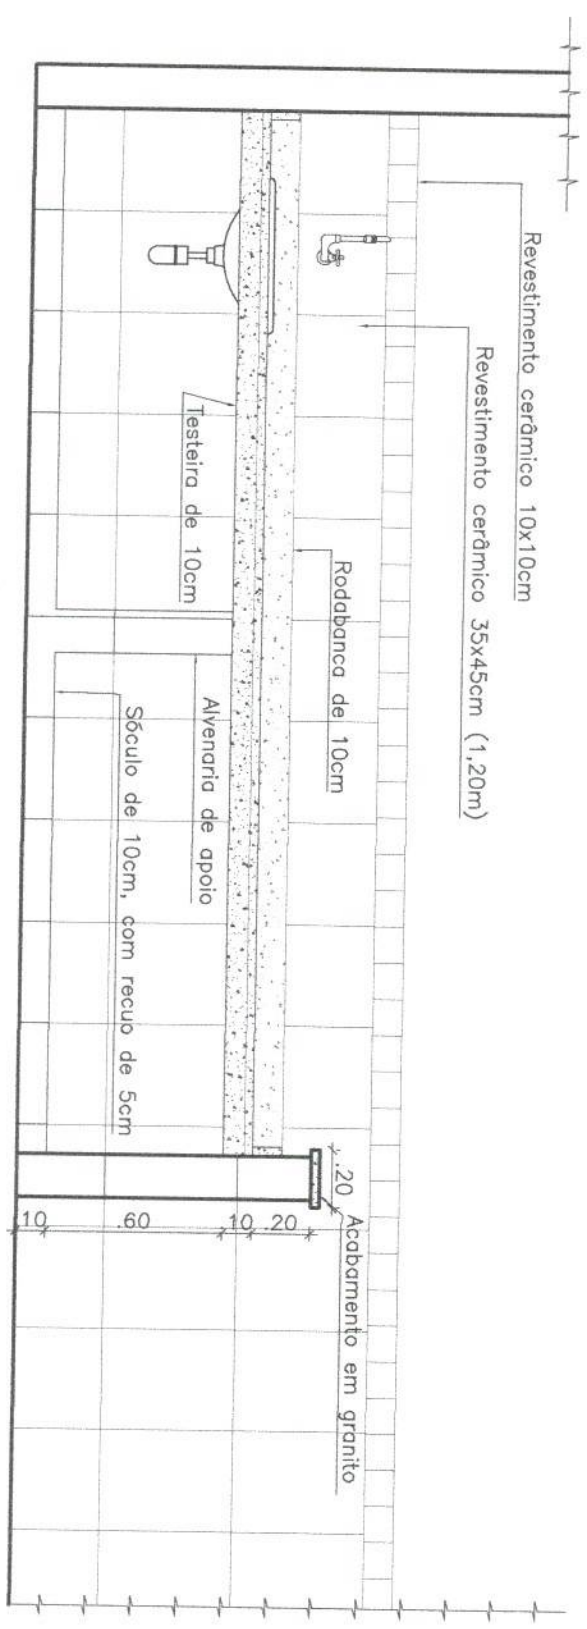 Revestimento cerâmico 10x10cm
Revestimento cerâmico 35x45cm (1,20m)
Rodabanca de 10cm
Testeira de 10cm
Alvenaria de apoio
Sóculo de 10cm, com recuo de 5cm
.20
Acabamento em granito
10
.60
.10
.20